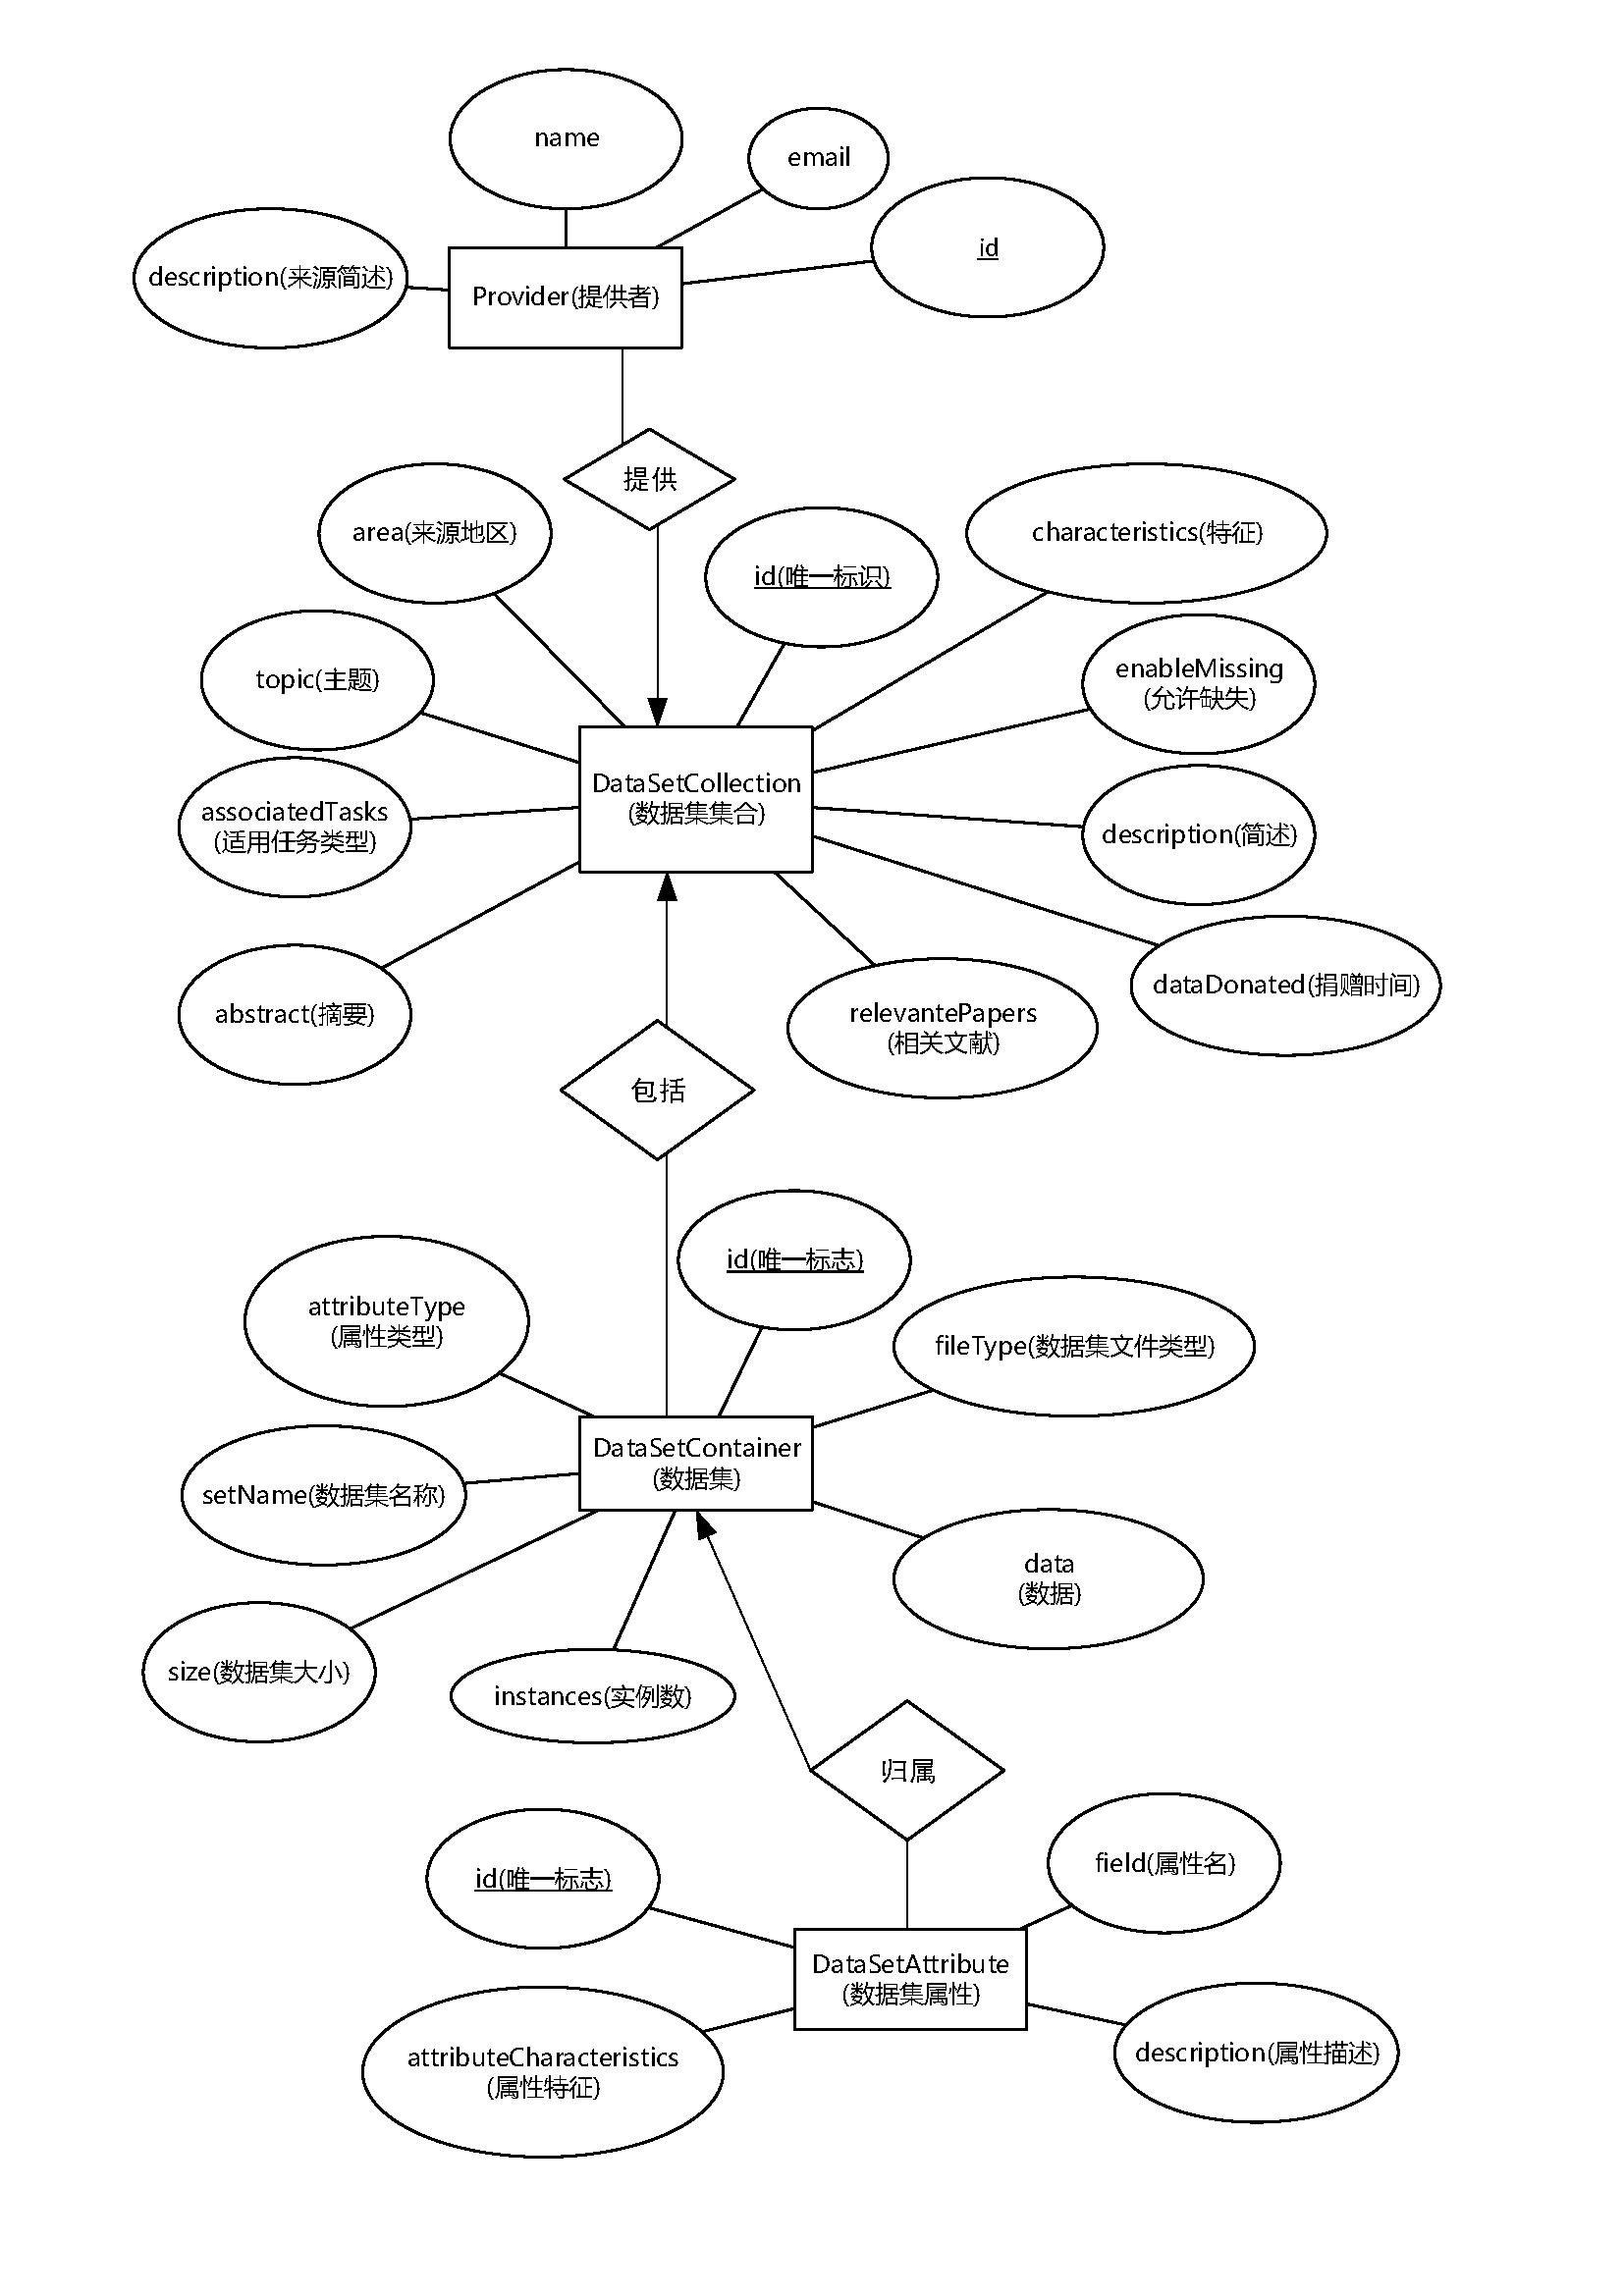 name
email
id
description(来源简述)
Provider(提供者)
提供
area(来源地区)
id(唯一标识)
characteristics(特征)
topic(主题)
enableMissing
(允许缺失)
DataSetCollection
(数据集集合)
associatedTasks
(适用任务类型)
description(简述)
abstract(摘要)
relevantePapers
(相关文献)
dataDonated(捐赠时间)
包括
id(唯一标志)
attributeType
(属性类型)
fileType(数据集文件类型)
DataSetContainer
(数据集)
setName(数据集名称)
data
(数据)
size(数据集大小)
instances(实例数)
归属
id(唯一标志)
field(属性名)
DataSetAttribute
(数据集属性)
attributeCharacteristics
(属性特征)
description(属性描述)